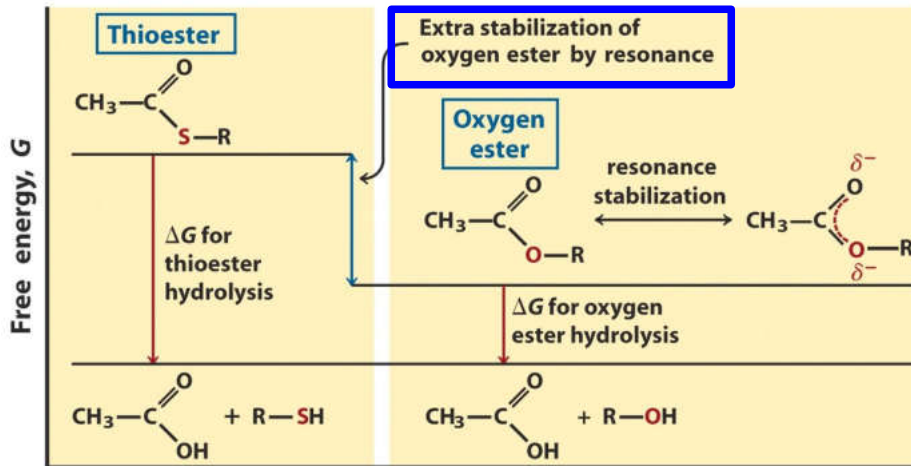 Free energy, G
Thioester
O
CH₃—C
S—R
ΔG for
thioester
hydrolysis
Extra stabilization of
oxygen ester by resonance
Oxygen
ester
O
CH₃—C
O—R
resonance
stabilization
δ−
O
CH₃—C
O—R
δ−
ΔG for oxygen
ester hydrolysis
O
CH₃—C + R—SH
OH
O
CH₃—C + R—OH
OH